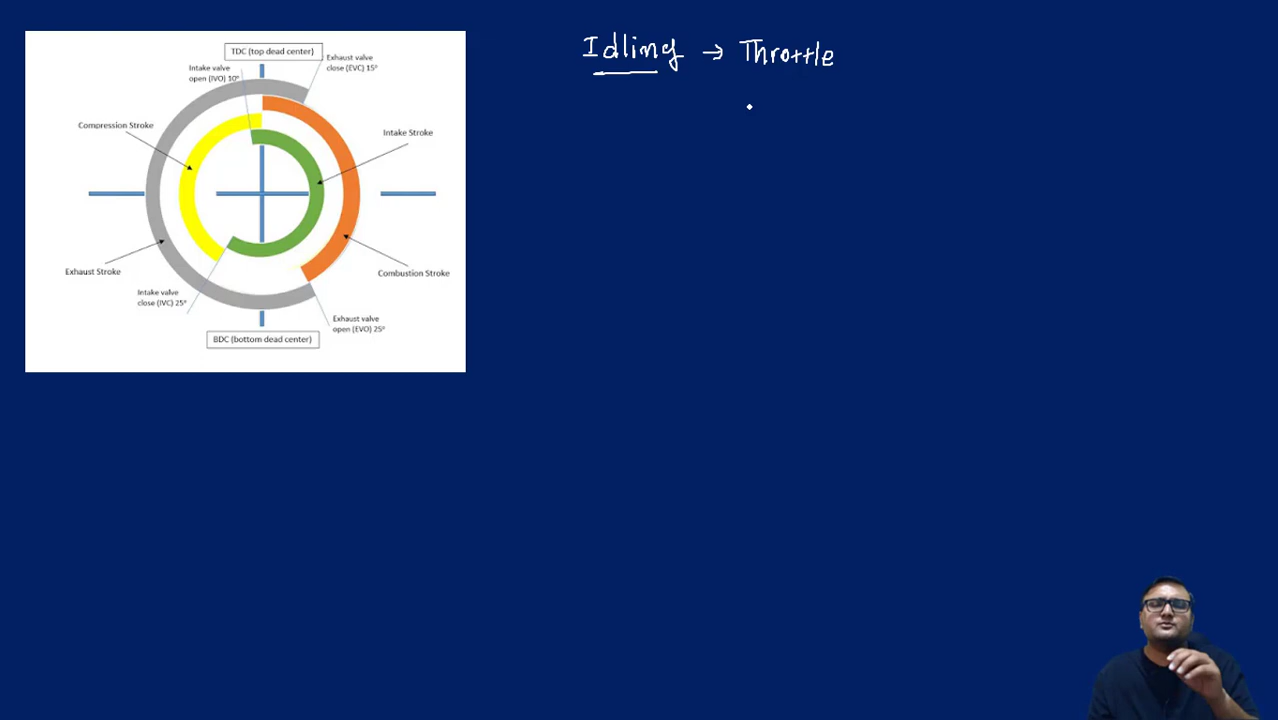 Idling → Throttle
TDC (top dead center)
Exhaust valve
close (EVC) 15°
Intake valve
open (IVO) 10°
Compression Stroke
Intake Stroke
Exhaust Stroke
Combustion Stroke
Intake valve
close (IVC) 25°
Exhaust valve
open (EVO) 25°
BDC (bottom dead center)